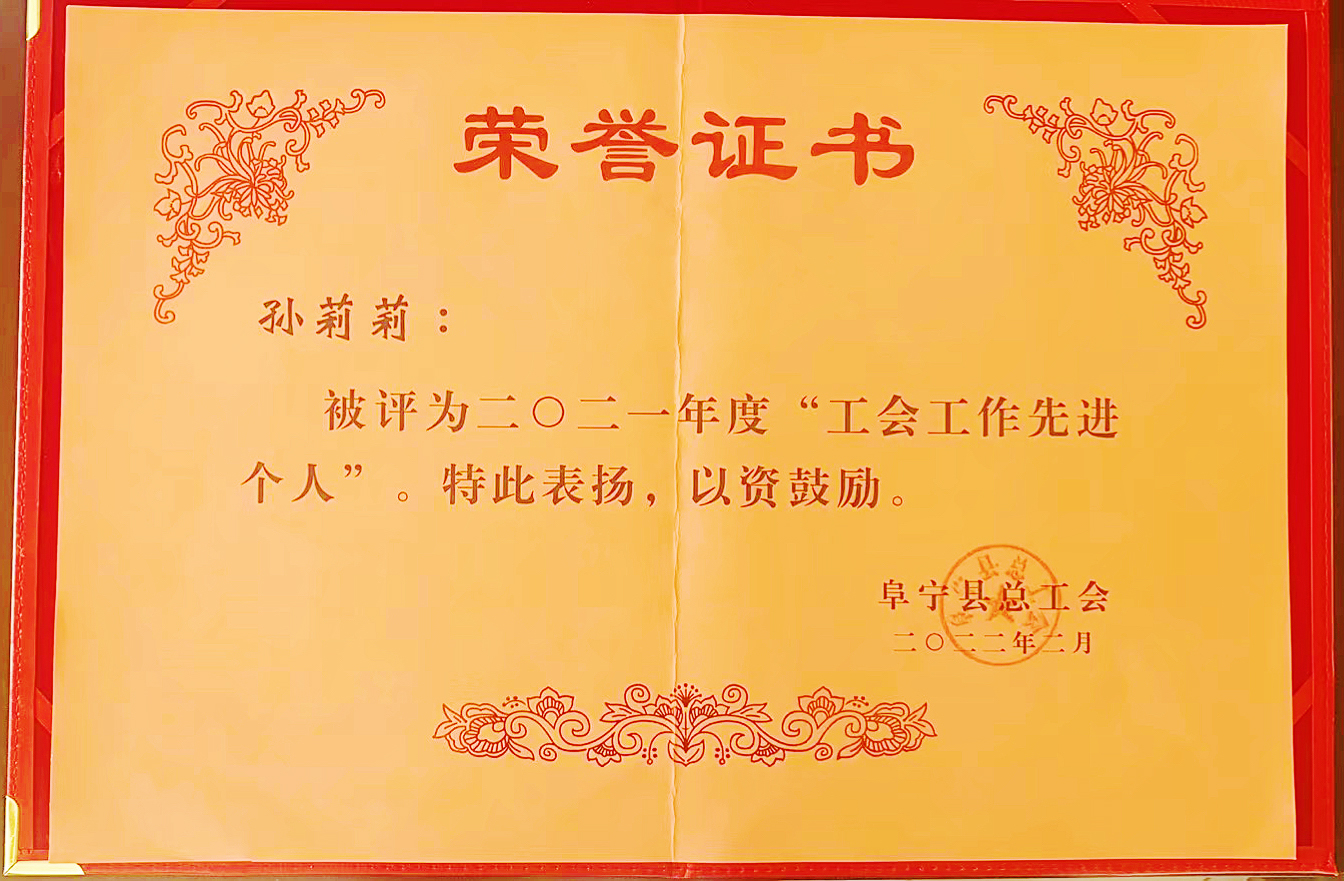 荣誉证书
孙莉莉：
被评为二〇二一年度“工会工作先进
个人”。特此表扬，以资鼓励。
阜宁县总工会
二〇二二年二月